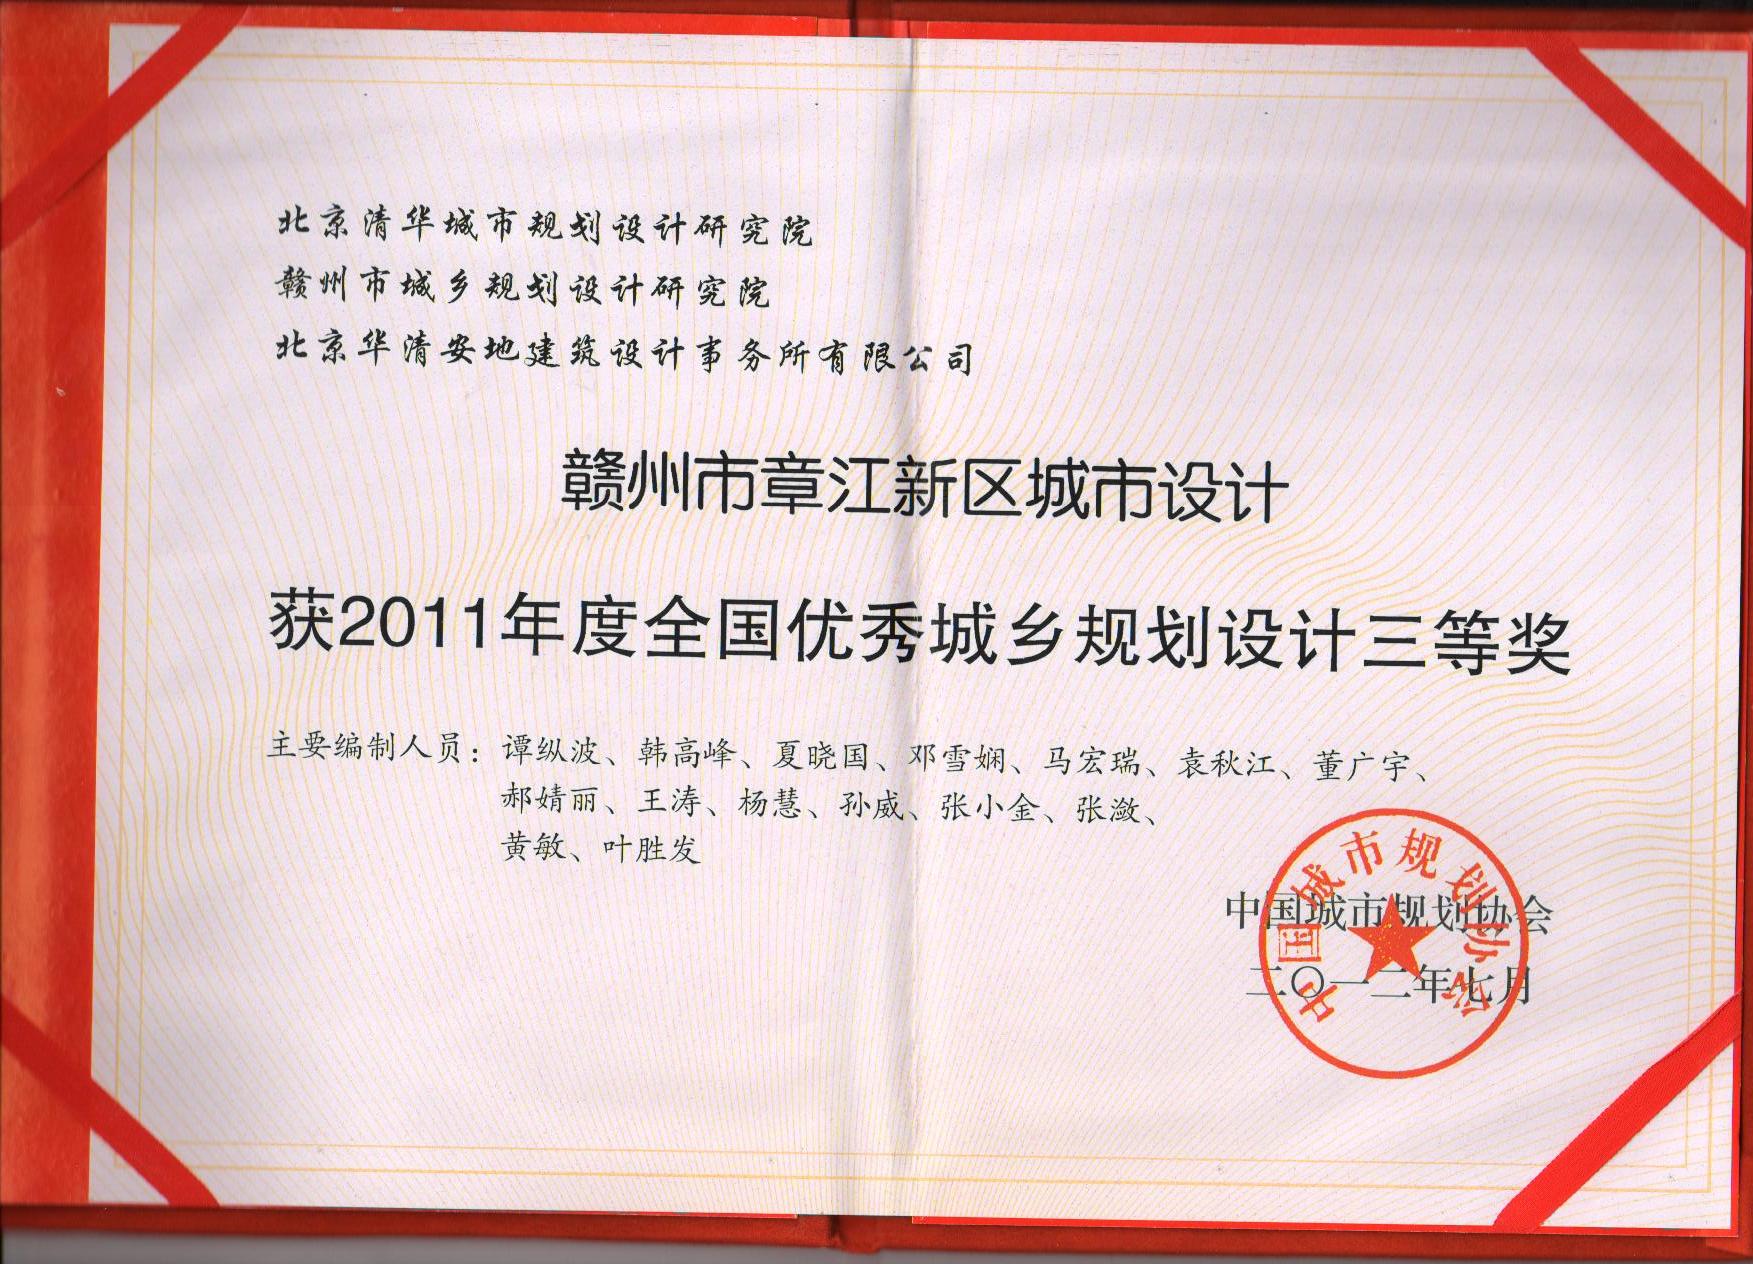 北京清华城市规划设计研究院
赣州市城乡规划设计研究院
北京华清安地建筑设计事务所有限公司
赣州市章江新区城市设计
获2011年度全国优秀城乡规划设计三等奖
主要编制人员：谭纵波、韩高峰、夏晓国、邓雪娴、马宏瑞、袁秋江、董广宇、
郝婧丽、王涛、杨慧、孙威、张小金、张潋、
黄敏、叶胜发
中国城市规划协会
二〇一二年七月
中国城市规划协会